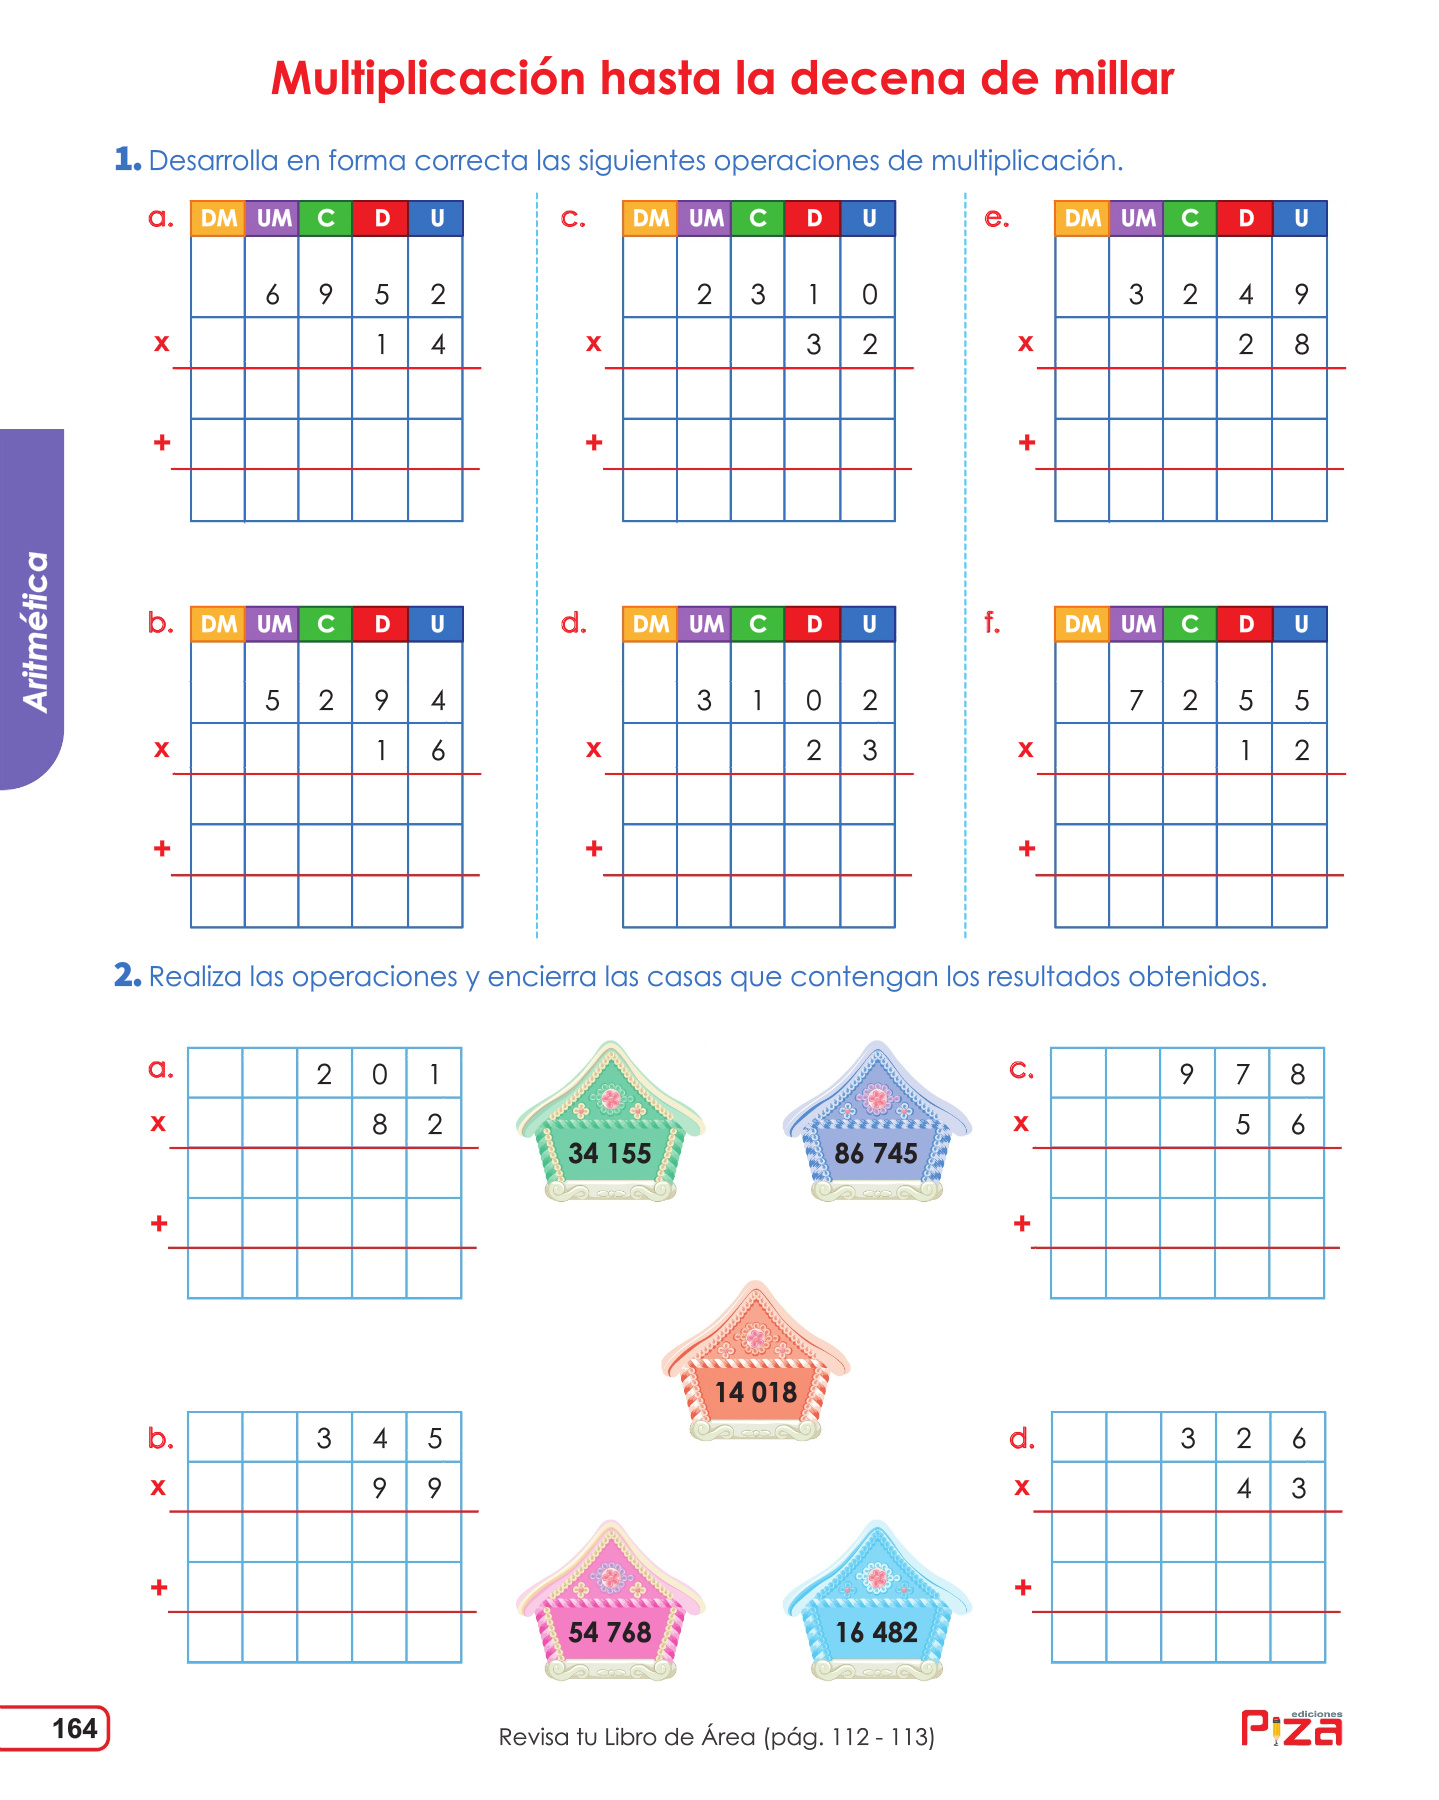 Multiplicación hasta la decena de millar
1. Desarrolla en forma correcta las siguientes operaciones de multiplicación.
a. DM UM C D U
6 9 5 2
x 1 4
+
c. DM UM C D U
2 3 1 0
x 3 2
+
e. DM UM C D U
3 2 4 9
x 2 8
+
b. DM UM C D U
5 2 9 4
x 1 6
+
d. DM UM C D U
3 1 0 2
x 2 3
+
f. DM UM C D U
7 2 5 5
x 1 2
+
Aritmética
2. Realiza las operaciones y encierra las casas que contengan los resultados obtenidos.
a. 2 0 1
x 8 2
+
34 155
86 745
c. 9 7 8
x 5 6
+
14 018
b. 3 4 5
x 9 9
+
54 768
16 482
d. 3 2 6
x 4 3
+
164
Revisa tu Libro de Área (pág. 112 - 113)
ediciones
Piza